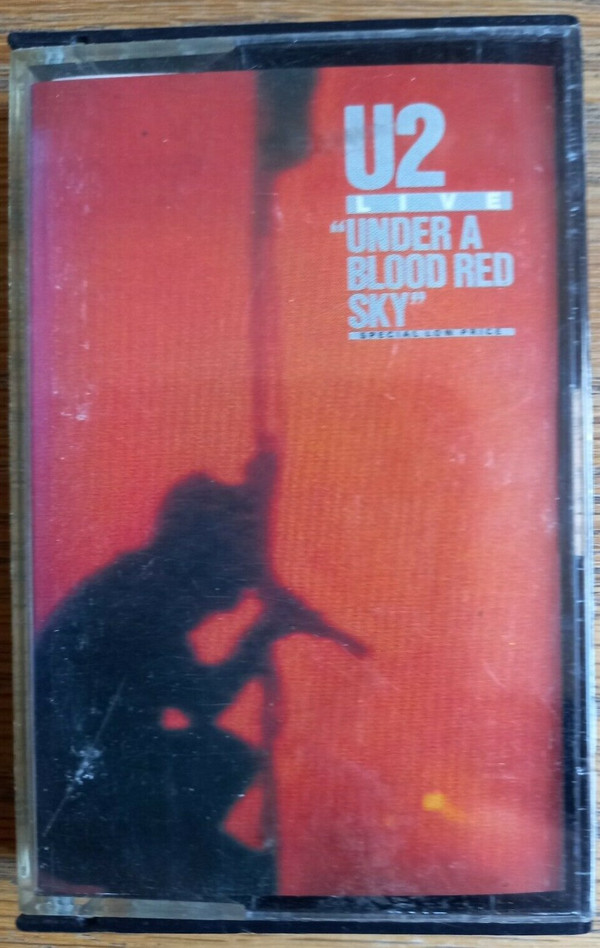 U2
LIVE
“UNDER A
BLOOD RED
SKY”
SPECIAL LOW PRICE